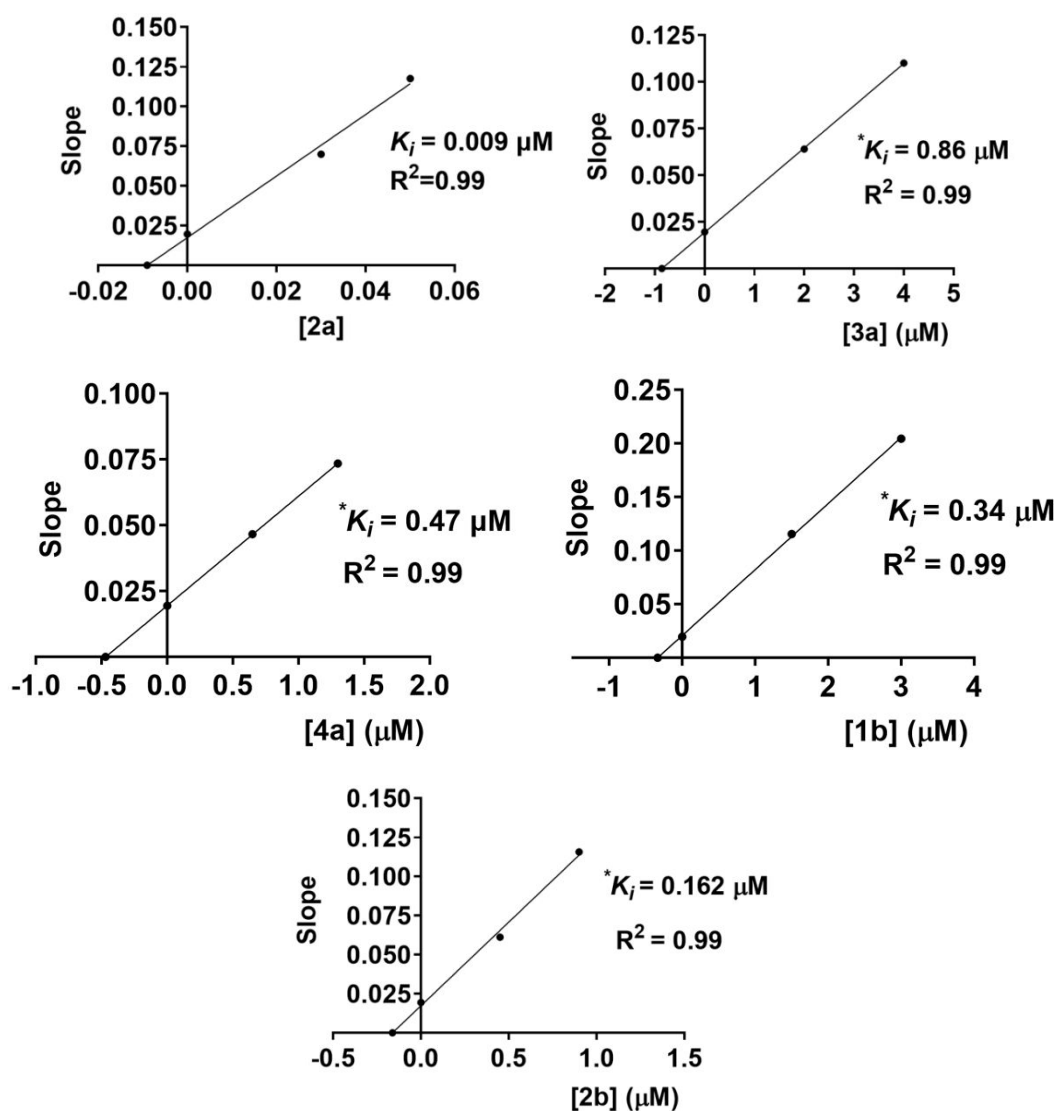 0.150
0.125
0.100
0.075
0.050
0.025
Slope
K_i = 0.009 µM
R²=0.99
-0.02 0.00 0.02 0.04 0.06
[2a]
0.125
0.100
0.075
0.050
0.025
Slope
*K_i = 0.86 µM
R² = 0.99
-2 -1 0 1 2 3 4 5
[3a] (µM)
0.100
0.075
0.050
0.025
Slope
*K_i = 0.47 µM
R² = 0.99
-1.0 -0.5 0.0 0.5 1.0 1.5 2.0
[4a] (µM)
0.25
0.20
0.15
0.10
0.05
Slope
*K_i = 0.34 µM
R² = 0.99
-1 0 1 2 3 4
[1b] (µM)
0.150
0.125
0.100
0.075
0.050
0.025
Slope
*K_i = 0.162 µM
R² = 0.99
-0.5 0.0 0.5 1.0 1.5
[2b] (µM)